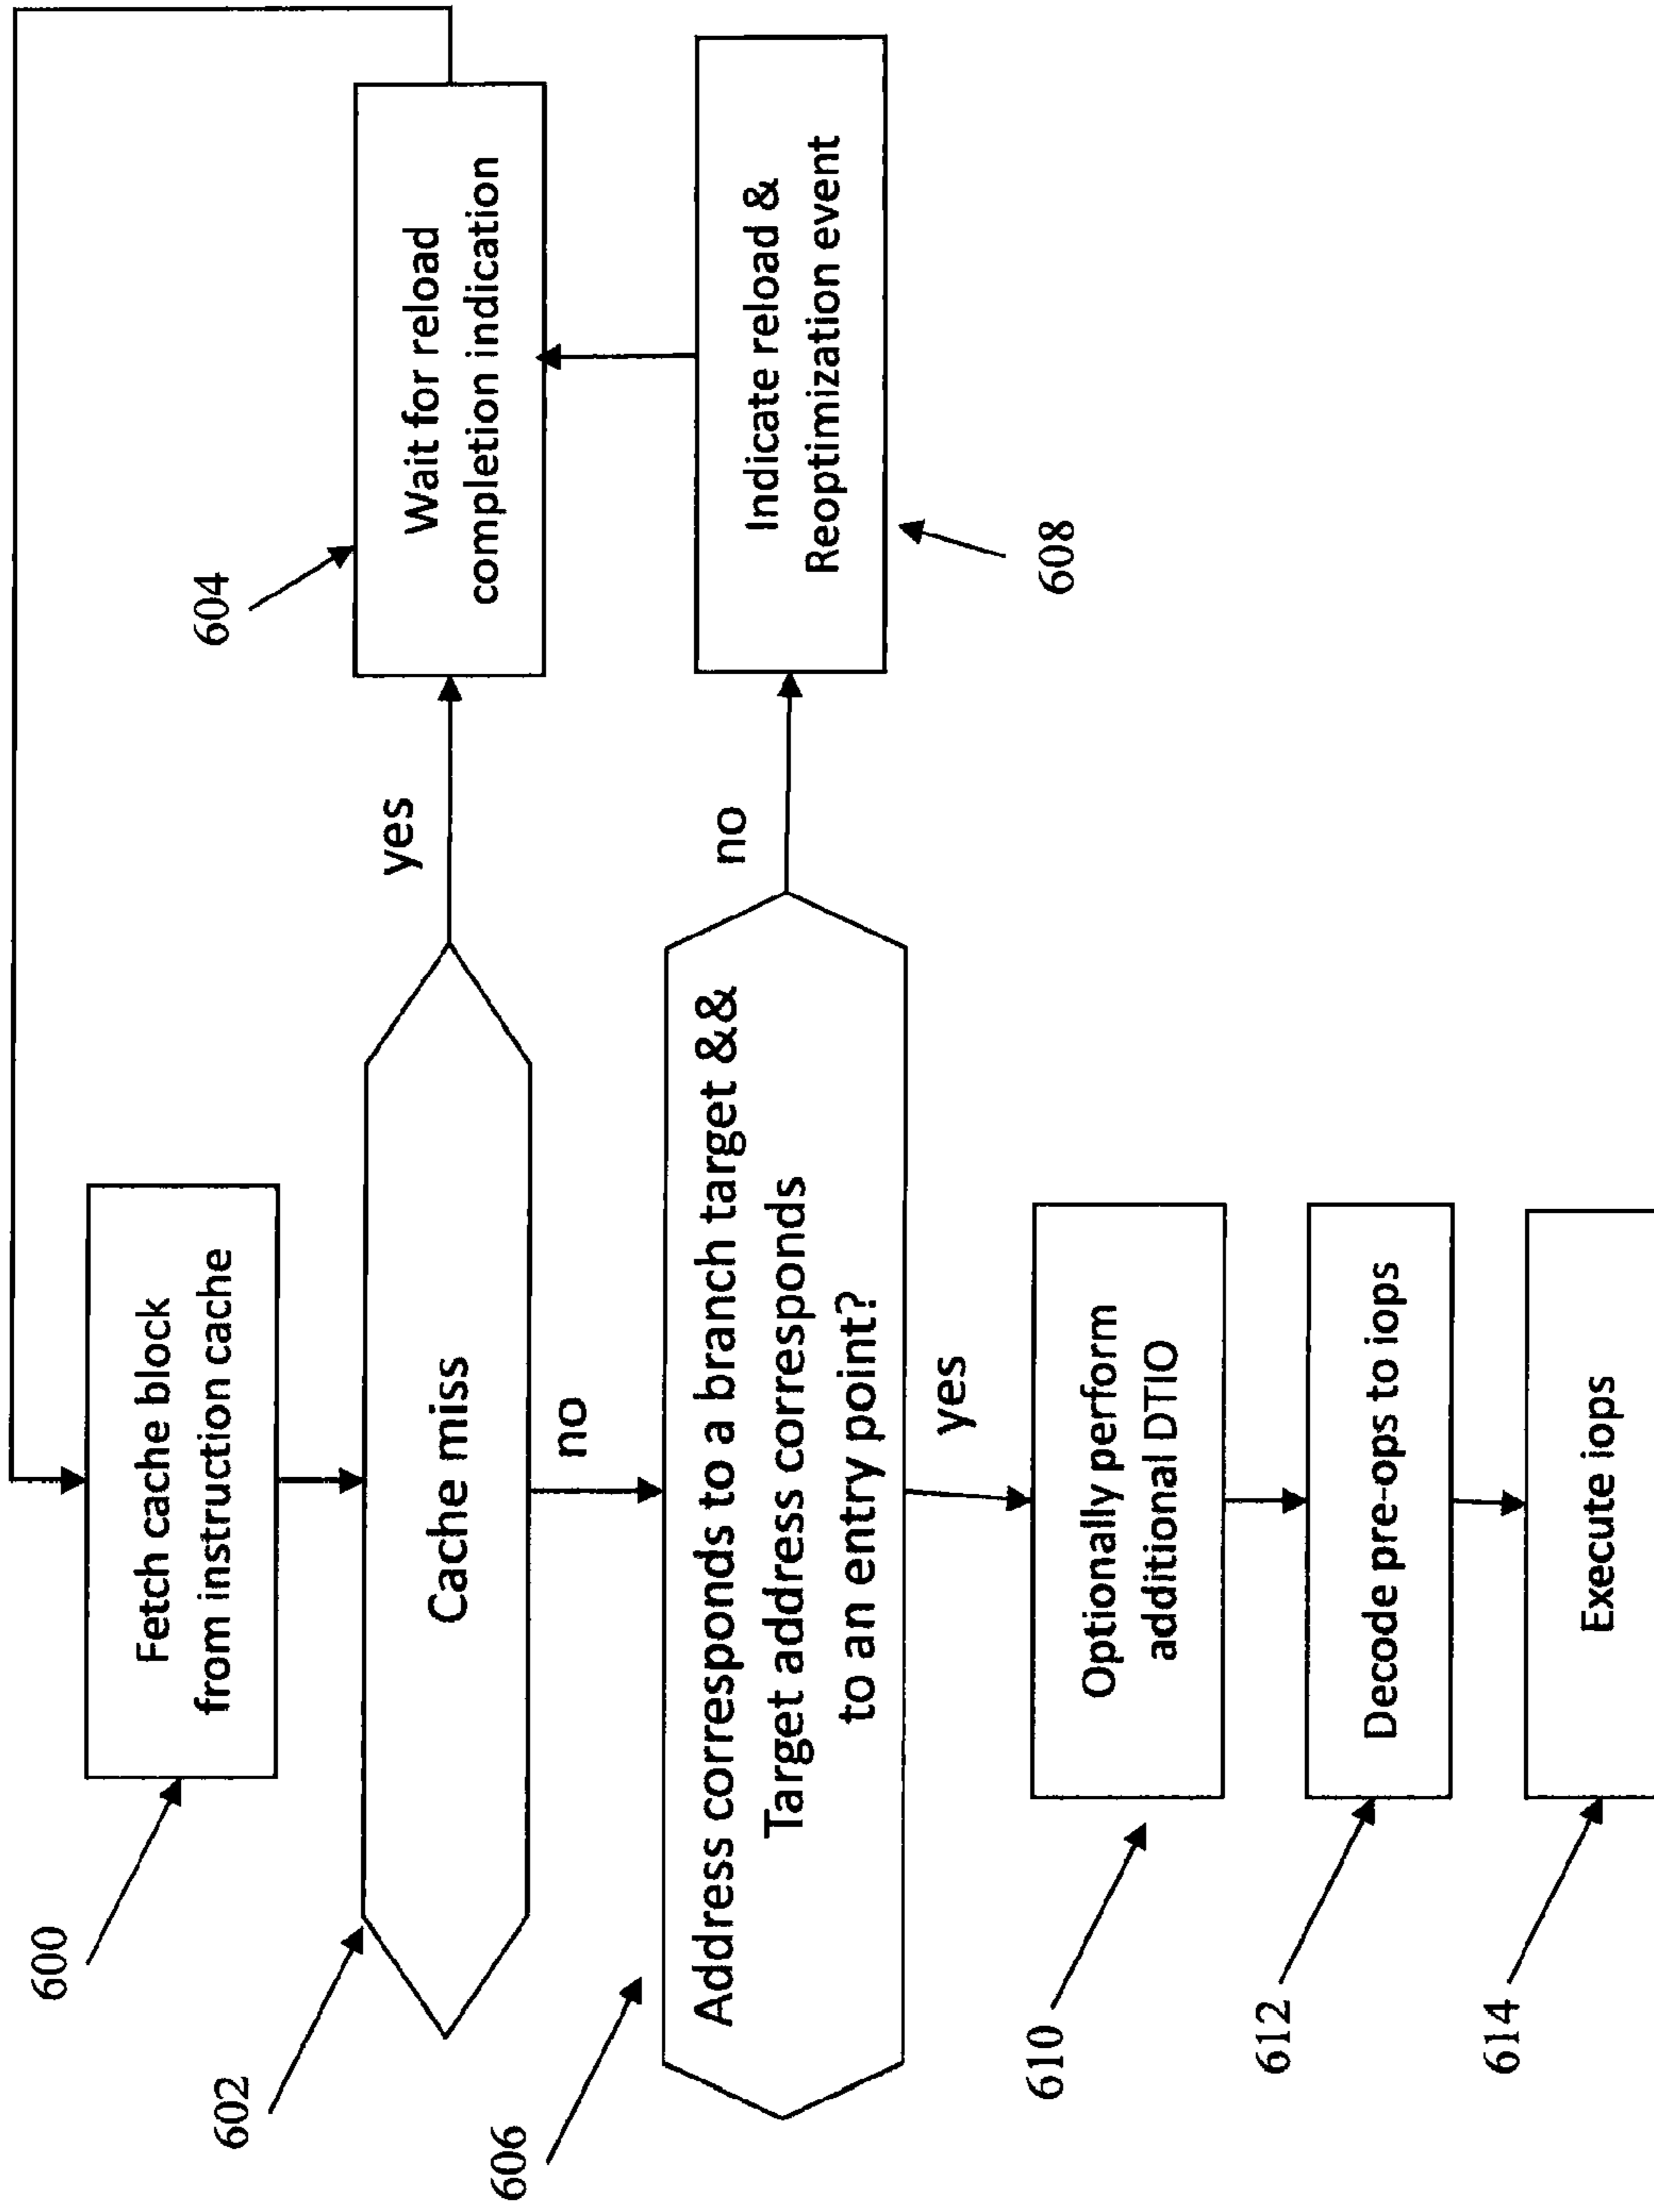 600
Fetch cache block
from instruction cache
602
Cache miss
yes
604
Wait for reload
completion indication
no
606
Address corresponds to a branch target &&
Target address corresponds
to an entry point?
no
608
Indicate reload &
Reoptimization event
yes
610
Optionally perform
additional DTIO
612
Decode pre-ops to iops
614
Execute iops